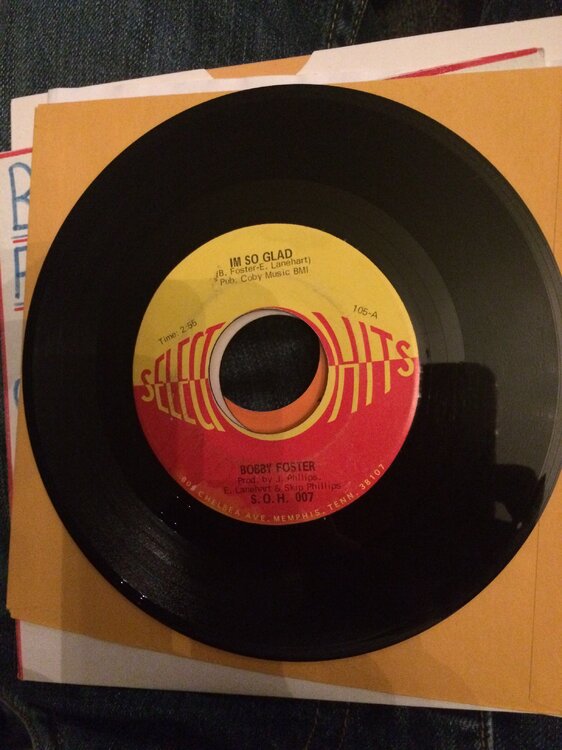 IM SO GLAD
(B. Foster-E. Lanehart)
Pub. Coby Music BMI
Time: 2:56
105-A
SELECT HITS
BOBBY FOSTER
Prod. by J. Phillips.
E. Lanehart & Skip Phillips
S.O.H. 007
CHELSEA AVE. MEMPHIS, TENN. 38107
B